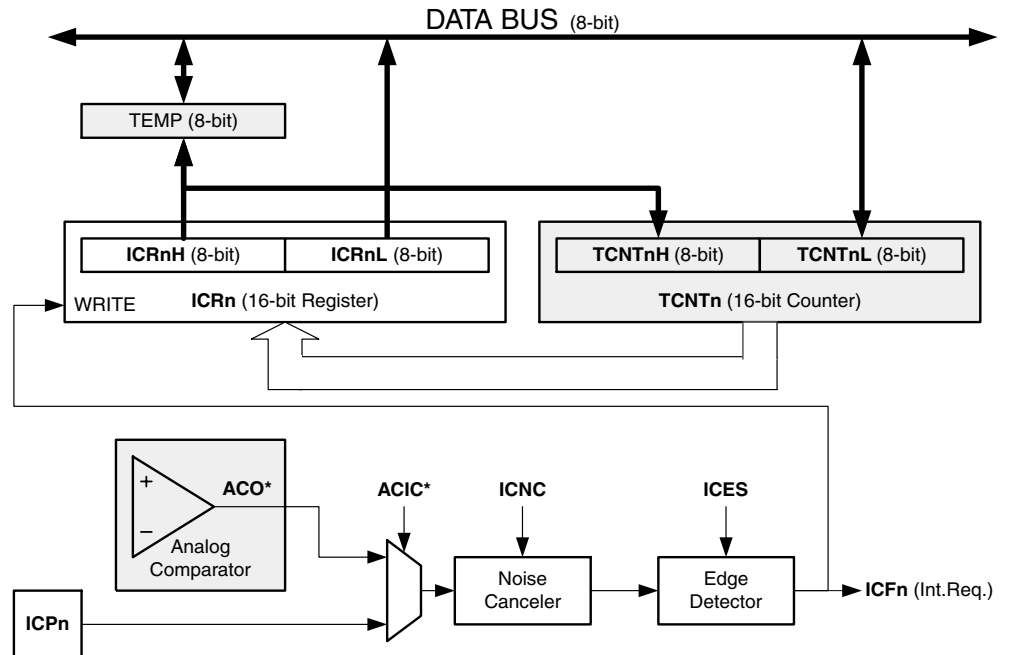 DATA BUS (8-bit)
TEMP (8-bit)
ICRnH (8-bit)
ICRnL (8-bit)
TCNTnH (8-bit)
TCNTnL (8-bit)
WRITE
ICRn (16-bit Register)
TCNTn (16-bit Counter)
+
−
ACO*
Analog
Comparator
ACIC*
ICNC
ICES
Noise
Canceler
Edge
Detector
ICFn (Int.Req.)
ICPn